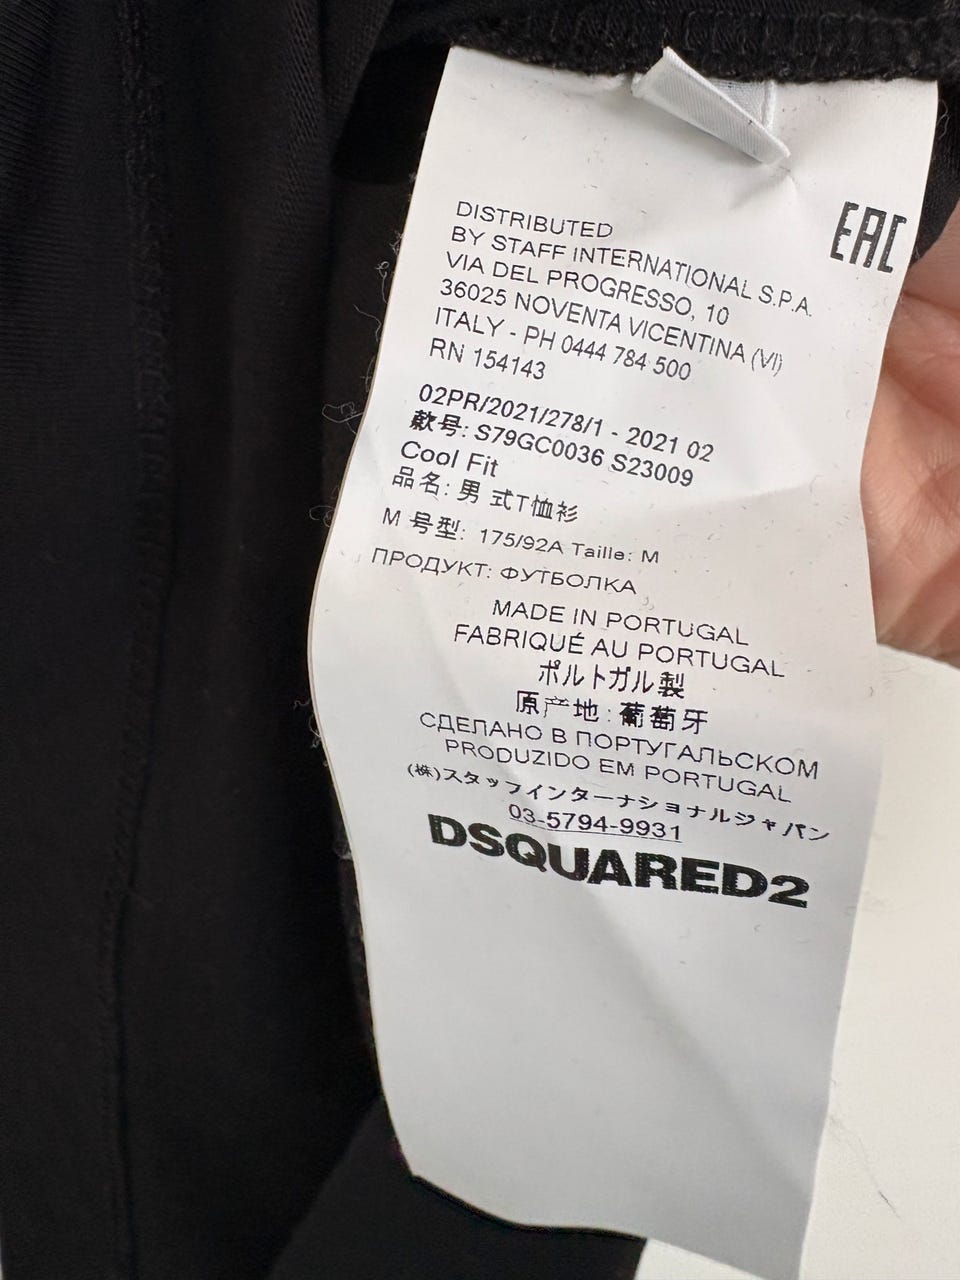 EAC
DISTRIBUTED
BY STAFF INTERNATIONAL S.P.A.
VIA DEL PROGRESSO, 10
36025 NOVENTA VICENTINA (VI)
ITALY - PH 0444 784 500
RN 154143
02PR/2021/278/1 - 2021 02
款号: S79GC0036 S23009
Cool Fit
品名: 男 式T恤衫
M 号型: 175/92A Taille: M
ПРОДУКТ: ФУТБОЛКА
MADE IN PORTUGAL
FABRIQUÉ AU PORTUGAL
ポルトガル製
原产地: 葡萄牙
СДЕЛАНО В ПОРТУГАЛЬСКОМ
PRODUZIDO EM PORTUGAL
(株)スタッフインターナショナルジャパン
03-5794-9931
DSQUARED2